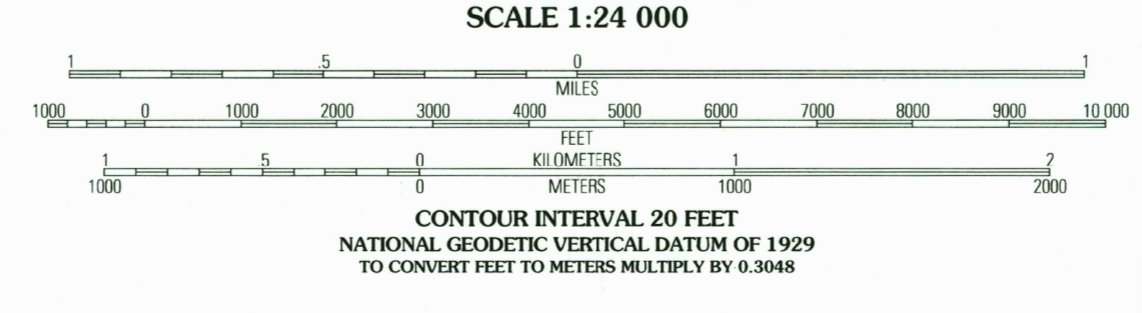 SCALE 1:24 000
1 .5 0 1
MILES
1000 0 1000 2000 3000 4000 5000 6000 7000 8000 9000 10 000
FEET
1 .5 0 KILOMETERS 1 2
1000 0 METERS 1000 2000
CONTOUR INTERVAL 20 FEET
NATIONAL GEODETIC VERTICAL DATUM OF 1929
TO CONVERT FEET TO METERS MULTIPLY BY 0.3048